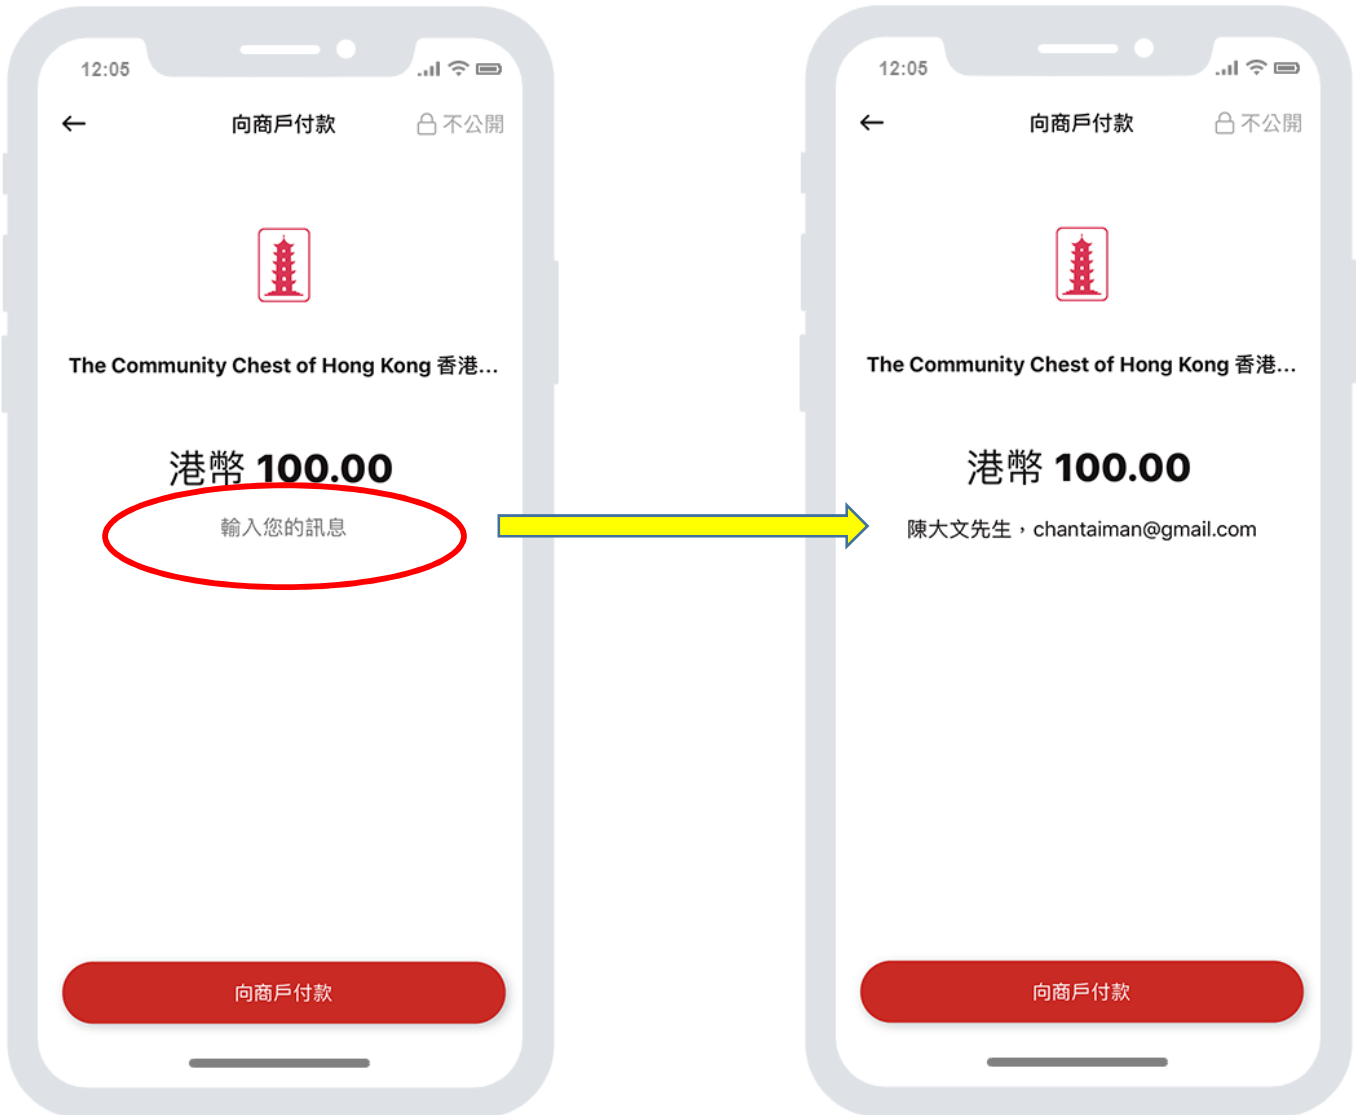 12:05
向商戶付款
不公開
The Community Chest of Hong Kong 香港...
港幣 100.00
輸入您的訊息
向商戶付款
12:05
向商戶付款
不公開
The Community Chest of Hong Kong 香港...
港幣 100.00
陳大文先生，chantaiman@gmail.com
向商戶付款